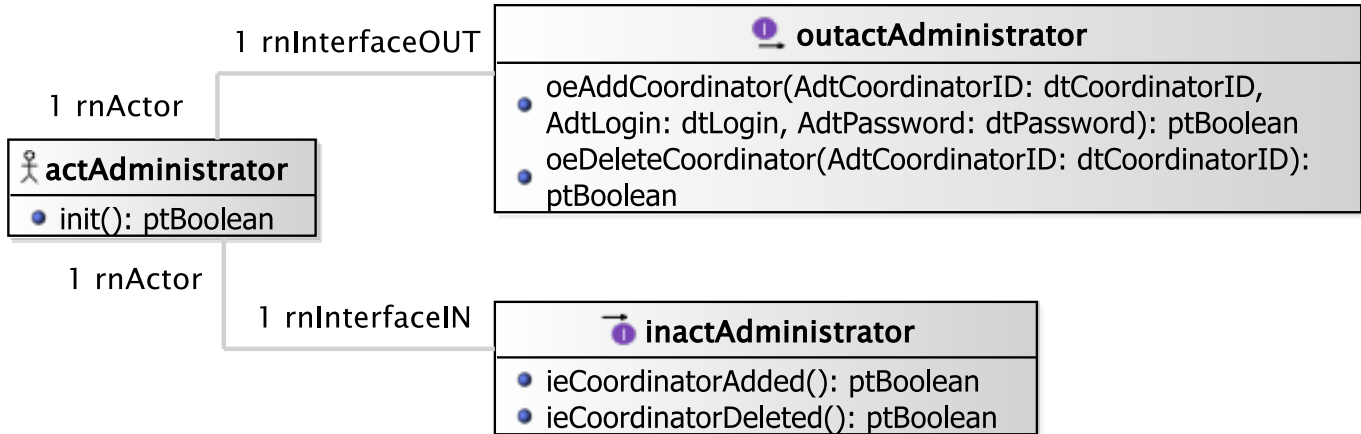 1 rnInterfaceOUT
outactAdministrator
oeAddCoordinator(AdtCoordinatorID: dtCoordinatorID,
AdtLogin: dtLogin, AdtPassword: dtPassword): ptBoolean
oeDeleteCoordinator(AdtCoordinatorID: dtCoordinatorID):
ptBoolean
1 rnActor
actAdministrator
init(): ptBoolean
1 rnActor
1 rnInterfaceIN
inactAdministrator
ieCoordinatorAdded(): ptBoolean
ieCoordinatorDeleted(): ptBoolean